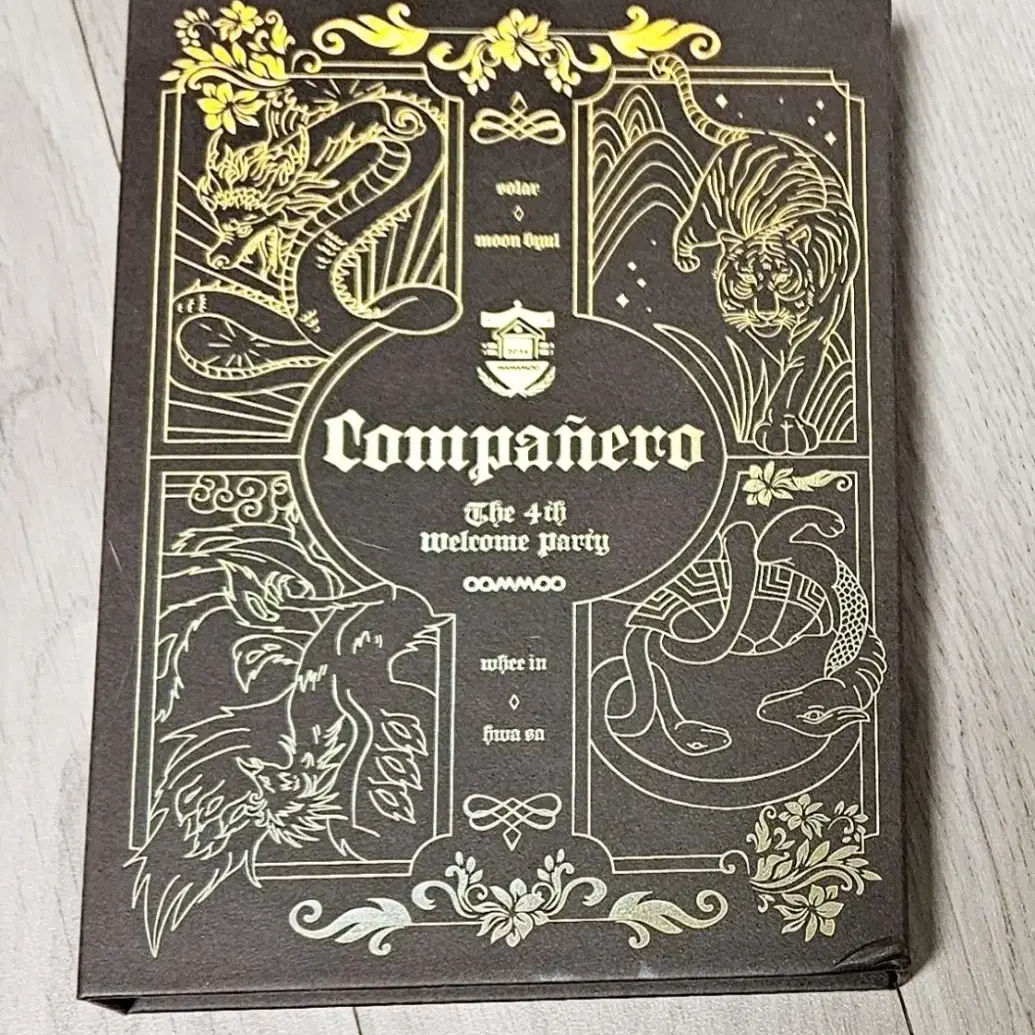 solar
moon byul
MAMAMOO
Compañero
The 4th
Welcome Party
whee in
hwa sa